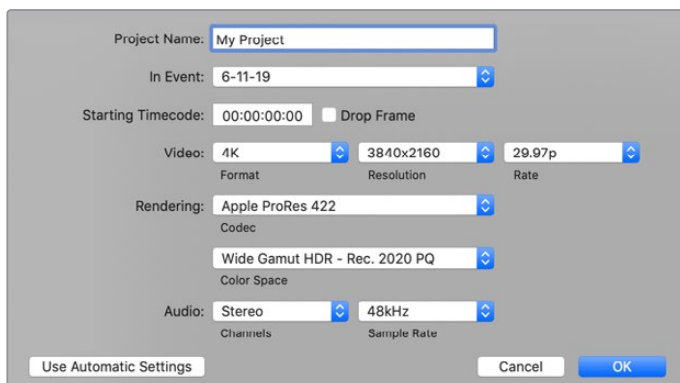 Project Name: My Project
In Event: 6-11-19
Starting Timecode: 00:00:00:00 Drop Frame
Video: 4K 3840x2160 29.97p
Format Resolution Rate
Rendering: Apple ProRes 422
Codec
Wide Gamut HDR - Rec. 2020 PQ
Color Space
Audio: Stereo 48kHz
Channels Sample Rate
Use Automatic Settings Cancel OK